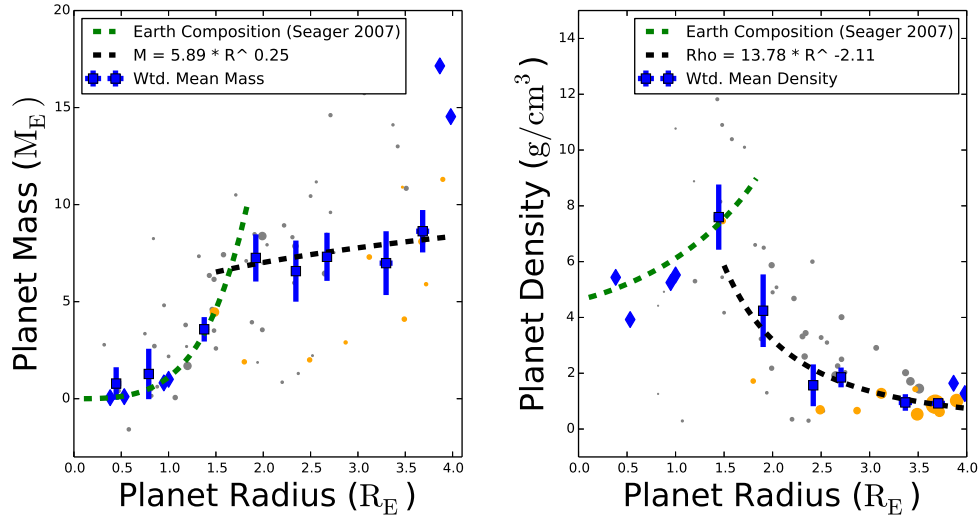 20
15
10
5
0
Planet Mass (M_E)
Earth Composition (Seager 2007)
M = 5.89 * R^ 0.25
Wtd. Mean Mass
0.0 0.5 1.0 1.5 2.0 2.5 3.0 3.5 4.0
Planet Radius (R_E)
14
12
10
8
6
4
2
0
Planet Density (g/cm³)
Earth Composition (Seager 2007)
Rho = 13.78 * R^ -2.11
Wtd. Mean Density
0.0 0.5 1.0 1.5 2.0 2.5 3.0 3.5 4.0
Planet Radius (R_E)